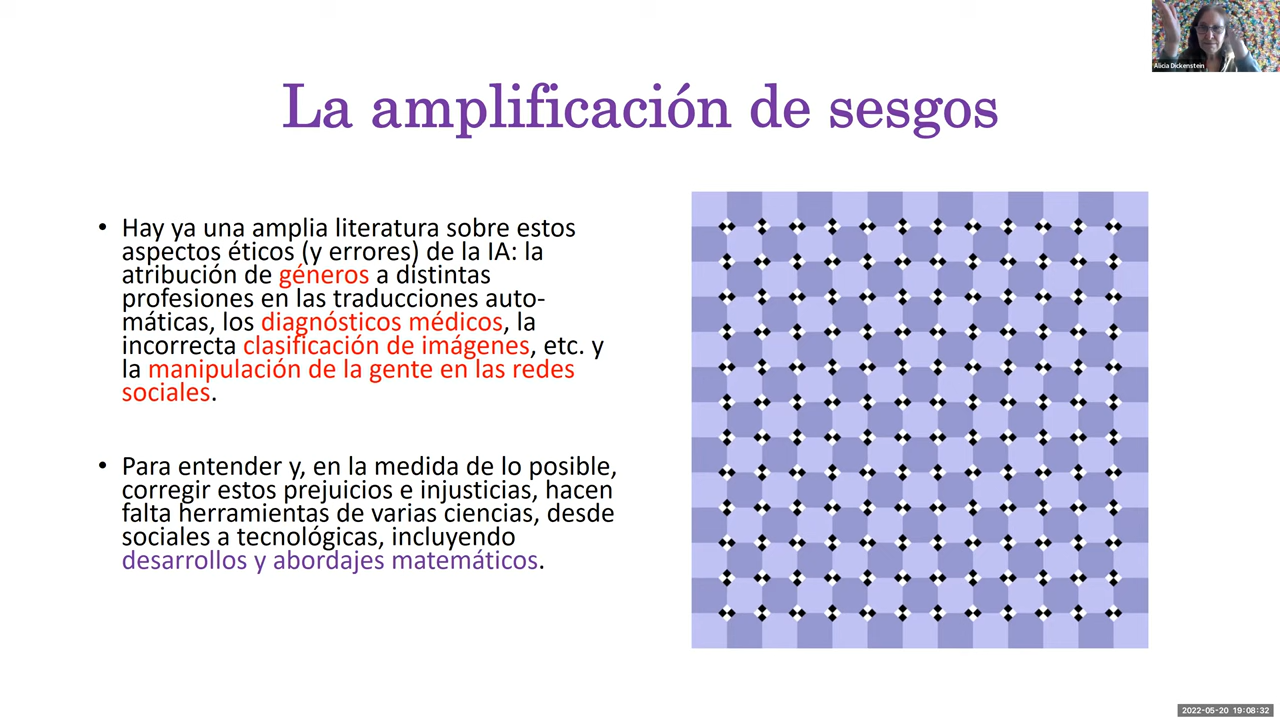 Alicia Dickenstein
La amplificación de sesgos
• Hay ya una amplia literatura sobre estos
aspectos éticos (y errores) de la IA: la
atribución de géneros a distintas
profesiones en las traducciones auto-
máticas, los diagnósticos médicos, la
incorrecta clasificación de imágenes, etc. y
la manipulación de la gente en las redes
sociales.
• Para entender y, en la medida de lo posible,
corregir estos prejuicios e injusticias, hacen
falta herramientas de varias ciencias, desde
sociales a tecnológicas, incluyendo
desarrollos y abordajes matemáticos.
2022-05-20 19:08:32